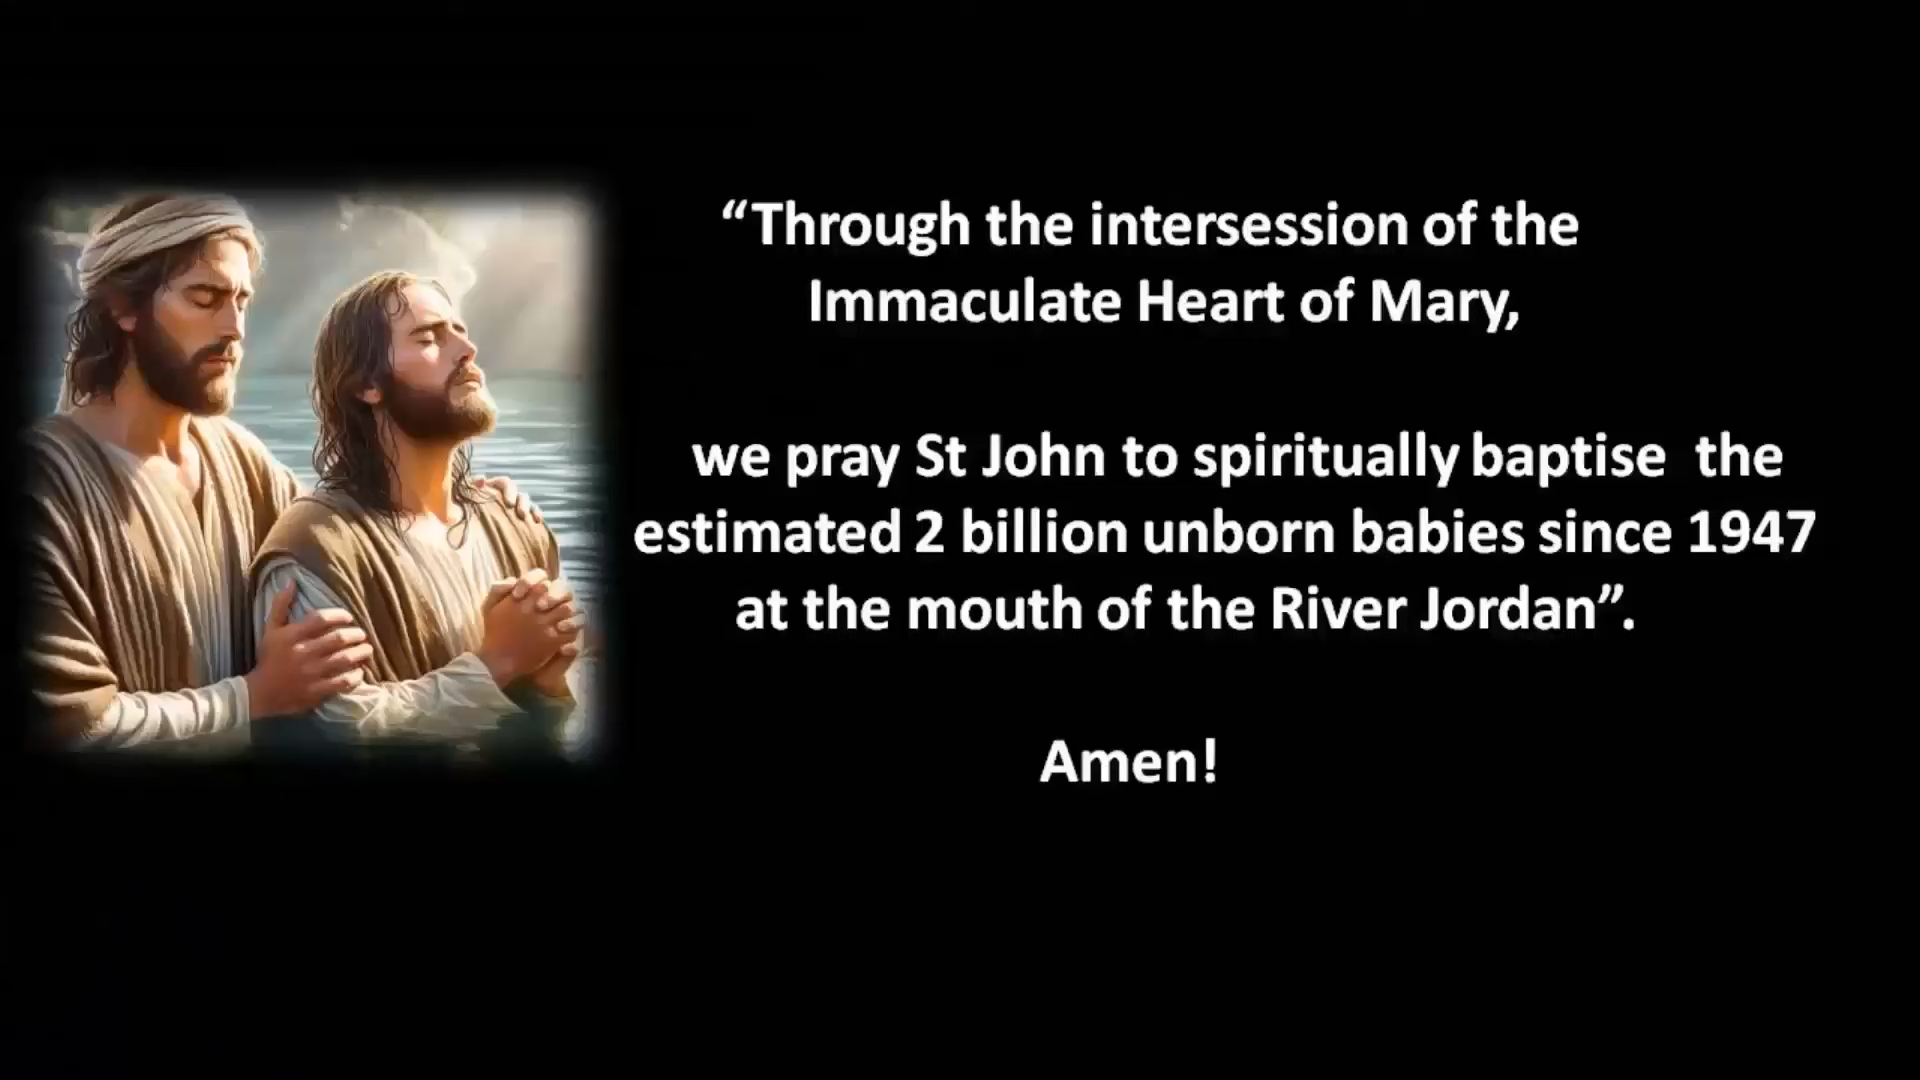 “Through the intersession of the
Immaculate Heart of Mary,
we pray St John to spiritually baptise the
estimated 2 billion unborn babies since 1947
at the mouth of the River Jordan”.
Amen!